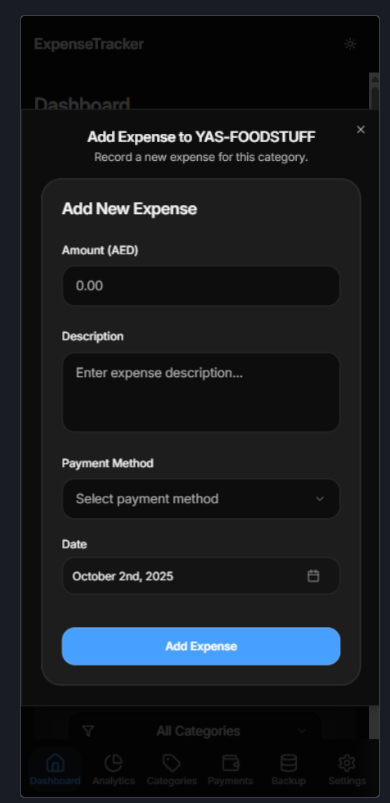 ExpenseTracker
Dashboard
Add Expense to YAS-FOODSTUFF
Record a new expense for this category.
Add New Expense
Amount (AED)
0.00
Description
Enter expense description...
Payment Method
Select payment method
Date
October 2nd, 2025
Add Expense
All Categories
Dashboard Analytics Categories Payments Backup Settings